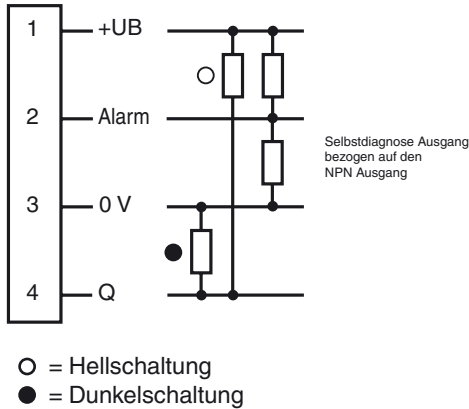 1 +UB
2 Alarm
Selbstdiagnose Ausgang
bezogen auf den
NPN Ausgang
3 0 V
4 Q
= Hellschaltung
= Dunkelschaltung